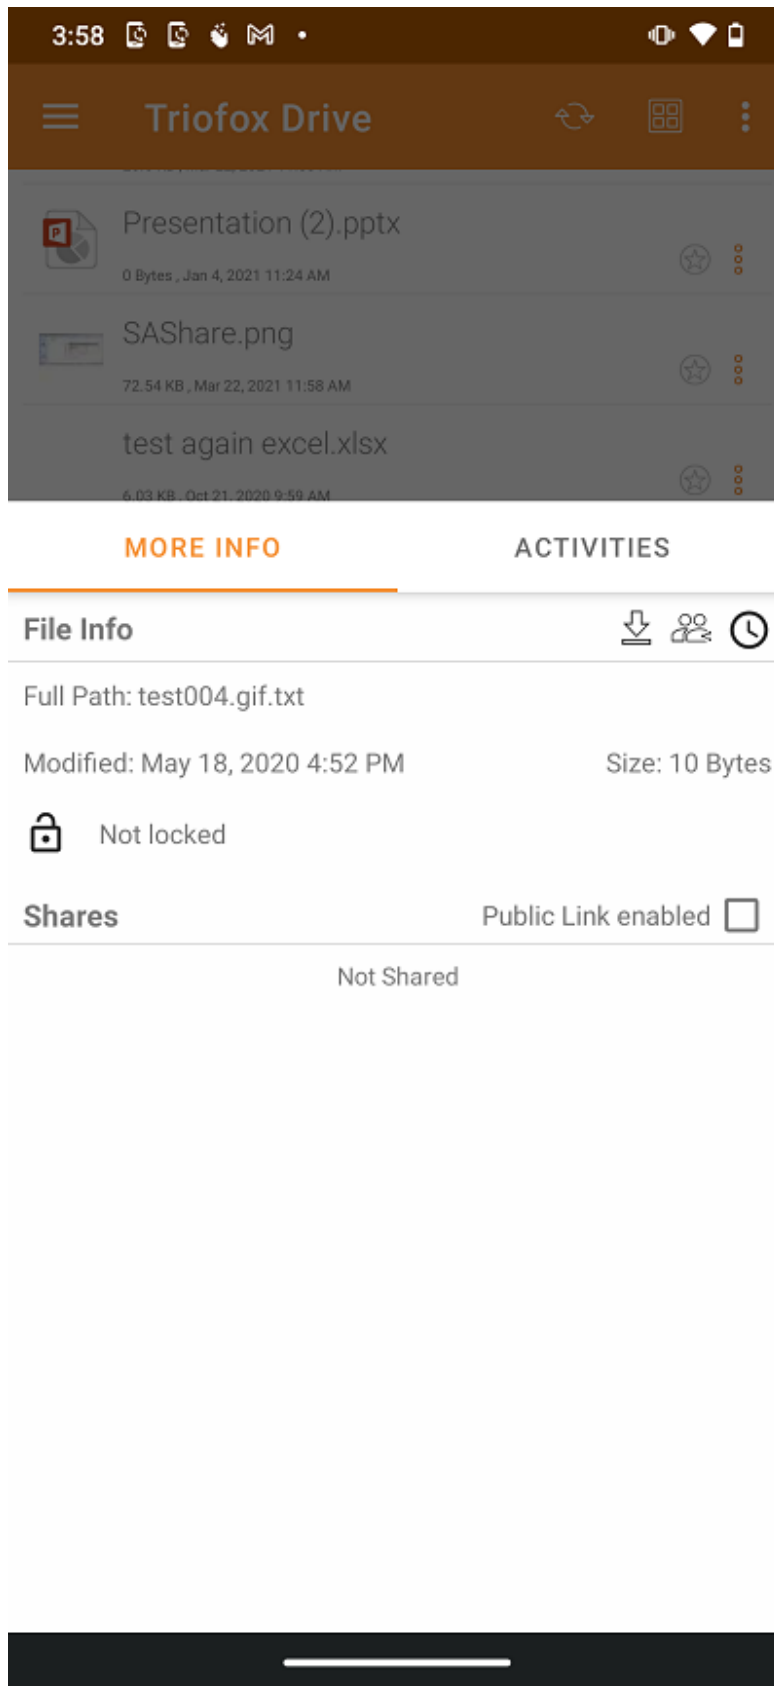 3:58
Triofox Drive
Presentation (2).pptx
0 Bytes , Jan 4, 2021 11:24 AM
SAShare.png
72.54 KB , Mar 22, 2021 11:58 AM
test again excel.xlsx
6.03 KB , Oct 21, 2020 9:59 AM
MORE INFO ACTIVITIES
File Info
Full Path: test004.gif.txt
Modified: May 18, 2020 4:52 PM Size: 10 Bytes
Not locked
Shares Public Link enabled
Not Shared